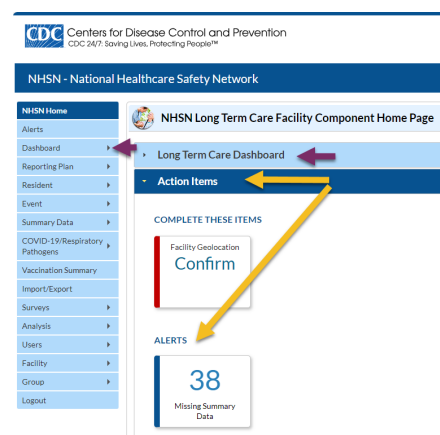 CDC
Centers for Disease Control and Prevention
CDC 24/7: Saving Lives, Protecting People™
NHSN - National Healthcare Safety Network
NHSN Home
Alerts
Dashboard
Reporting Plan
Resident
Event
Summary Data
COVID-19/Respiratory
Pathogens
Vaccination Summary
Import/Export
Surveys
Analysis
Users
Facility
Group
Logout
NHSN Long Term Care Facility Component Home Page
Long Term Care Dashboard
Action Items
COMPLETE THESE ITEMS
Facility Geolocation
Confirm
ALERTS
38
Missing Summary
Data